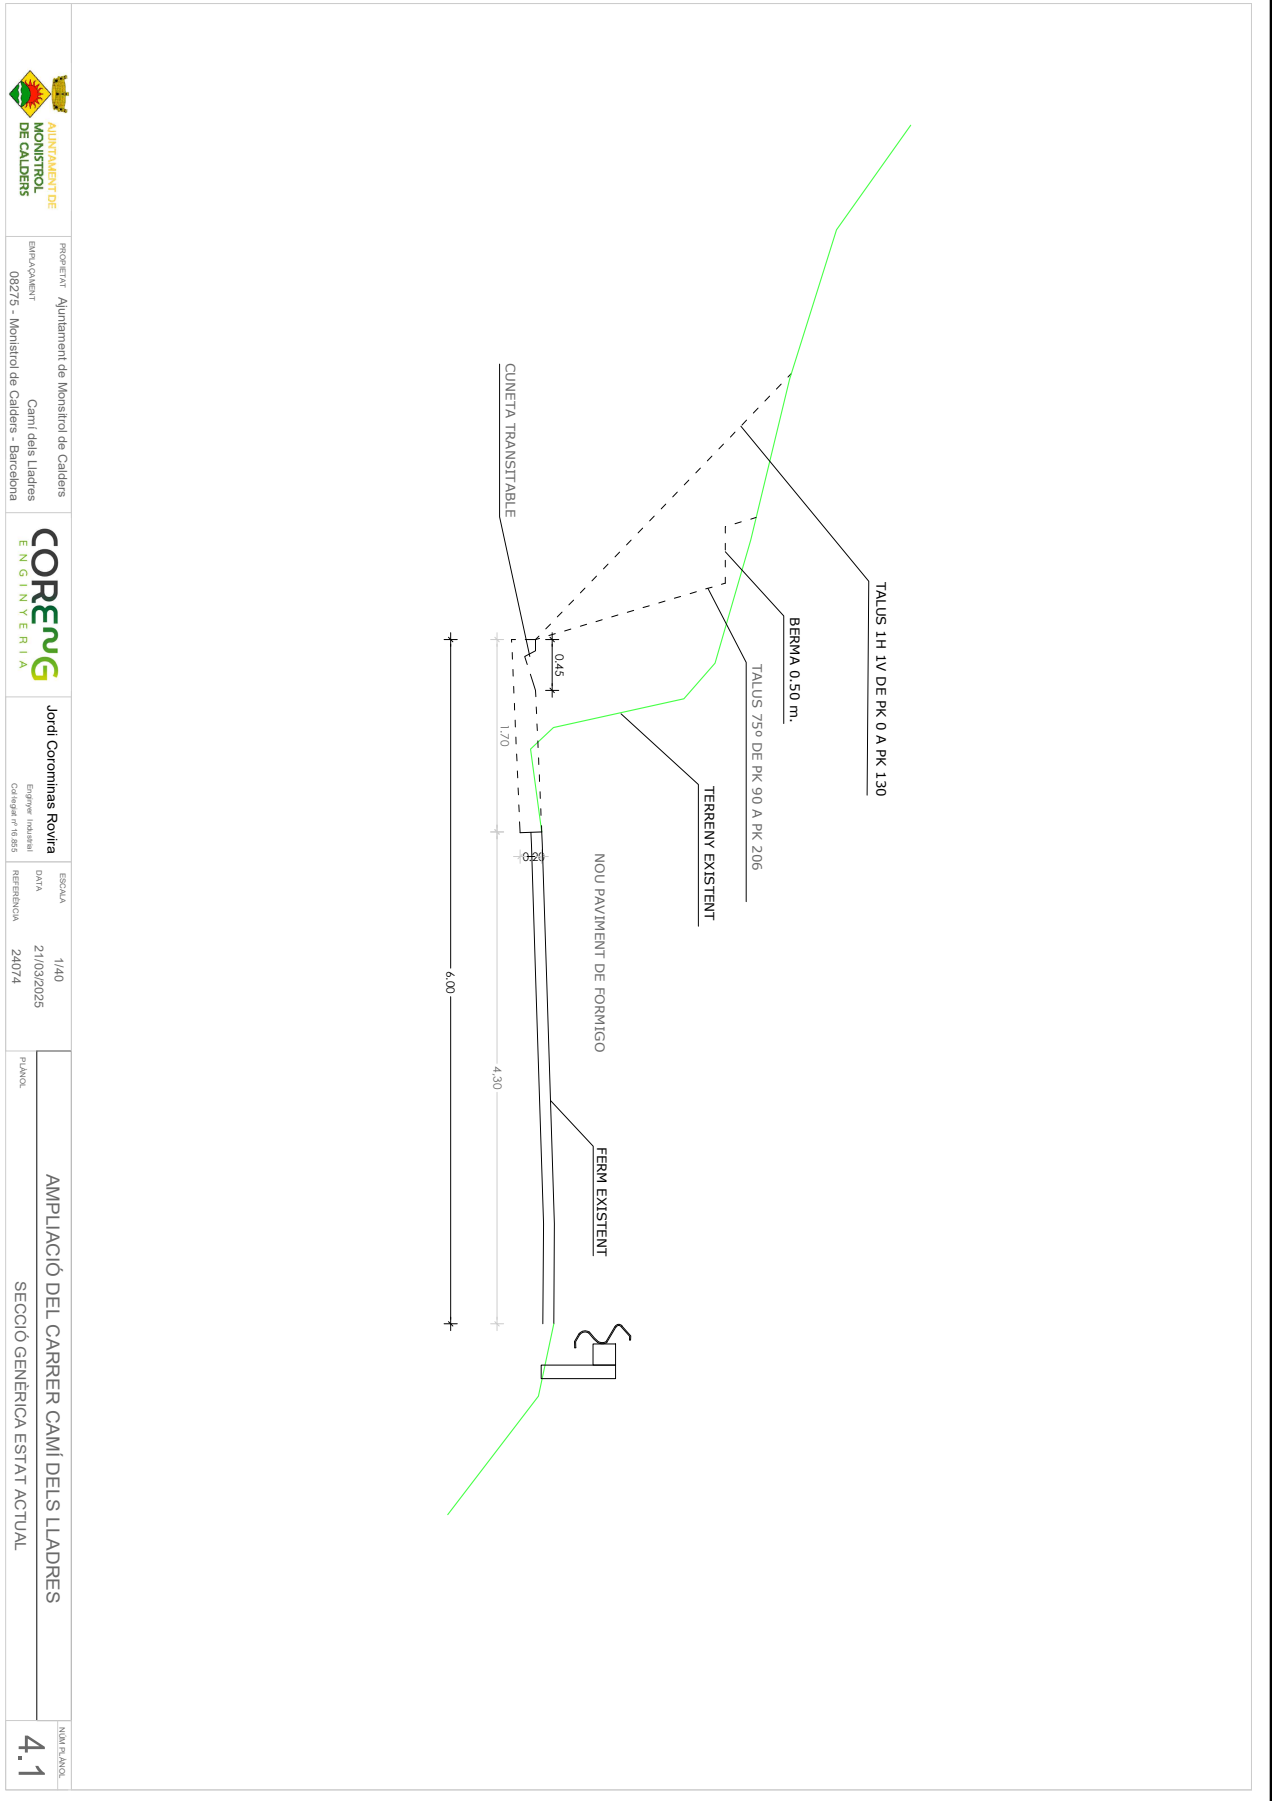 TALUS 1H 1V DE PK 0 A PK 130
BERMA 0.50 m.
TALUS 75º DE PK 90 A PK 206
TERRENY EXISTENT
NOU PAVIMENT DE FORMIGO
FERM EXISTENT
CUNETA TRANSITABLE
0.45
1,70
4,30
6.00
AJUNTAMENT DE
MONISTROL
DE CALDERS
PROPIETAT
Ajuntament de Monsitrol de Calders
EMPLAÇAMENT
Camí dels Lladres
08275 - Monistrol de Calders - Barcelona
CORENG
ENGINYERIA
Jordi Corominas Rovira
Enginyer Industrial
Col·legiat nº 16.855
ESCALA
1/40
DATA
21/03/2025
REFERÈNCIA
24074
AMPLIACIÓ DEL CARRER CAMÍ DELS LLADRES
PLÀNOL
SECCIÓ GENÈRICA ESTAT ACTUAL
NÚM PLÀNOL
4.1